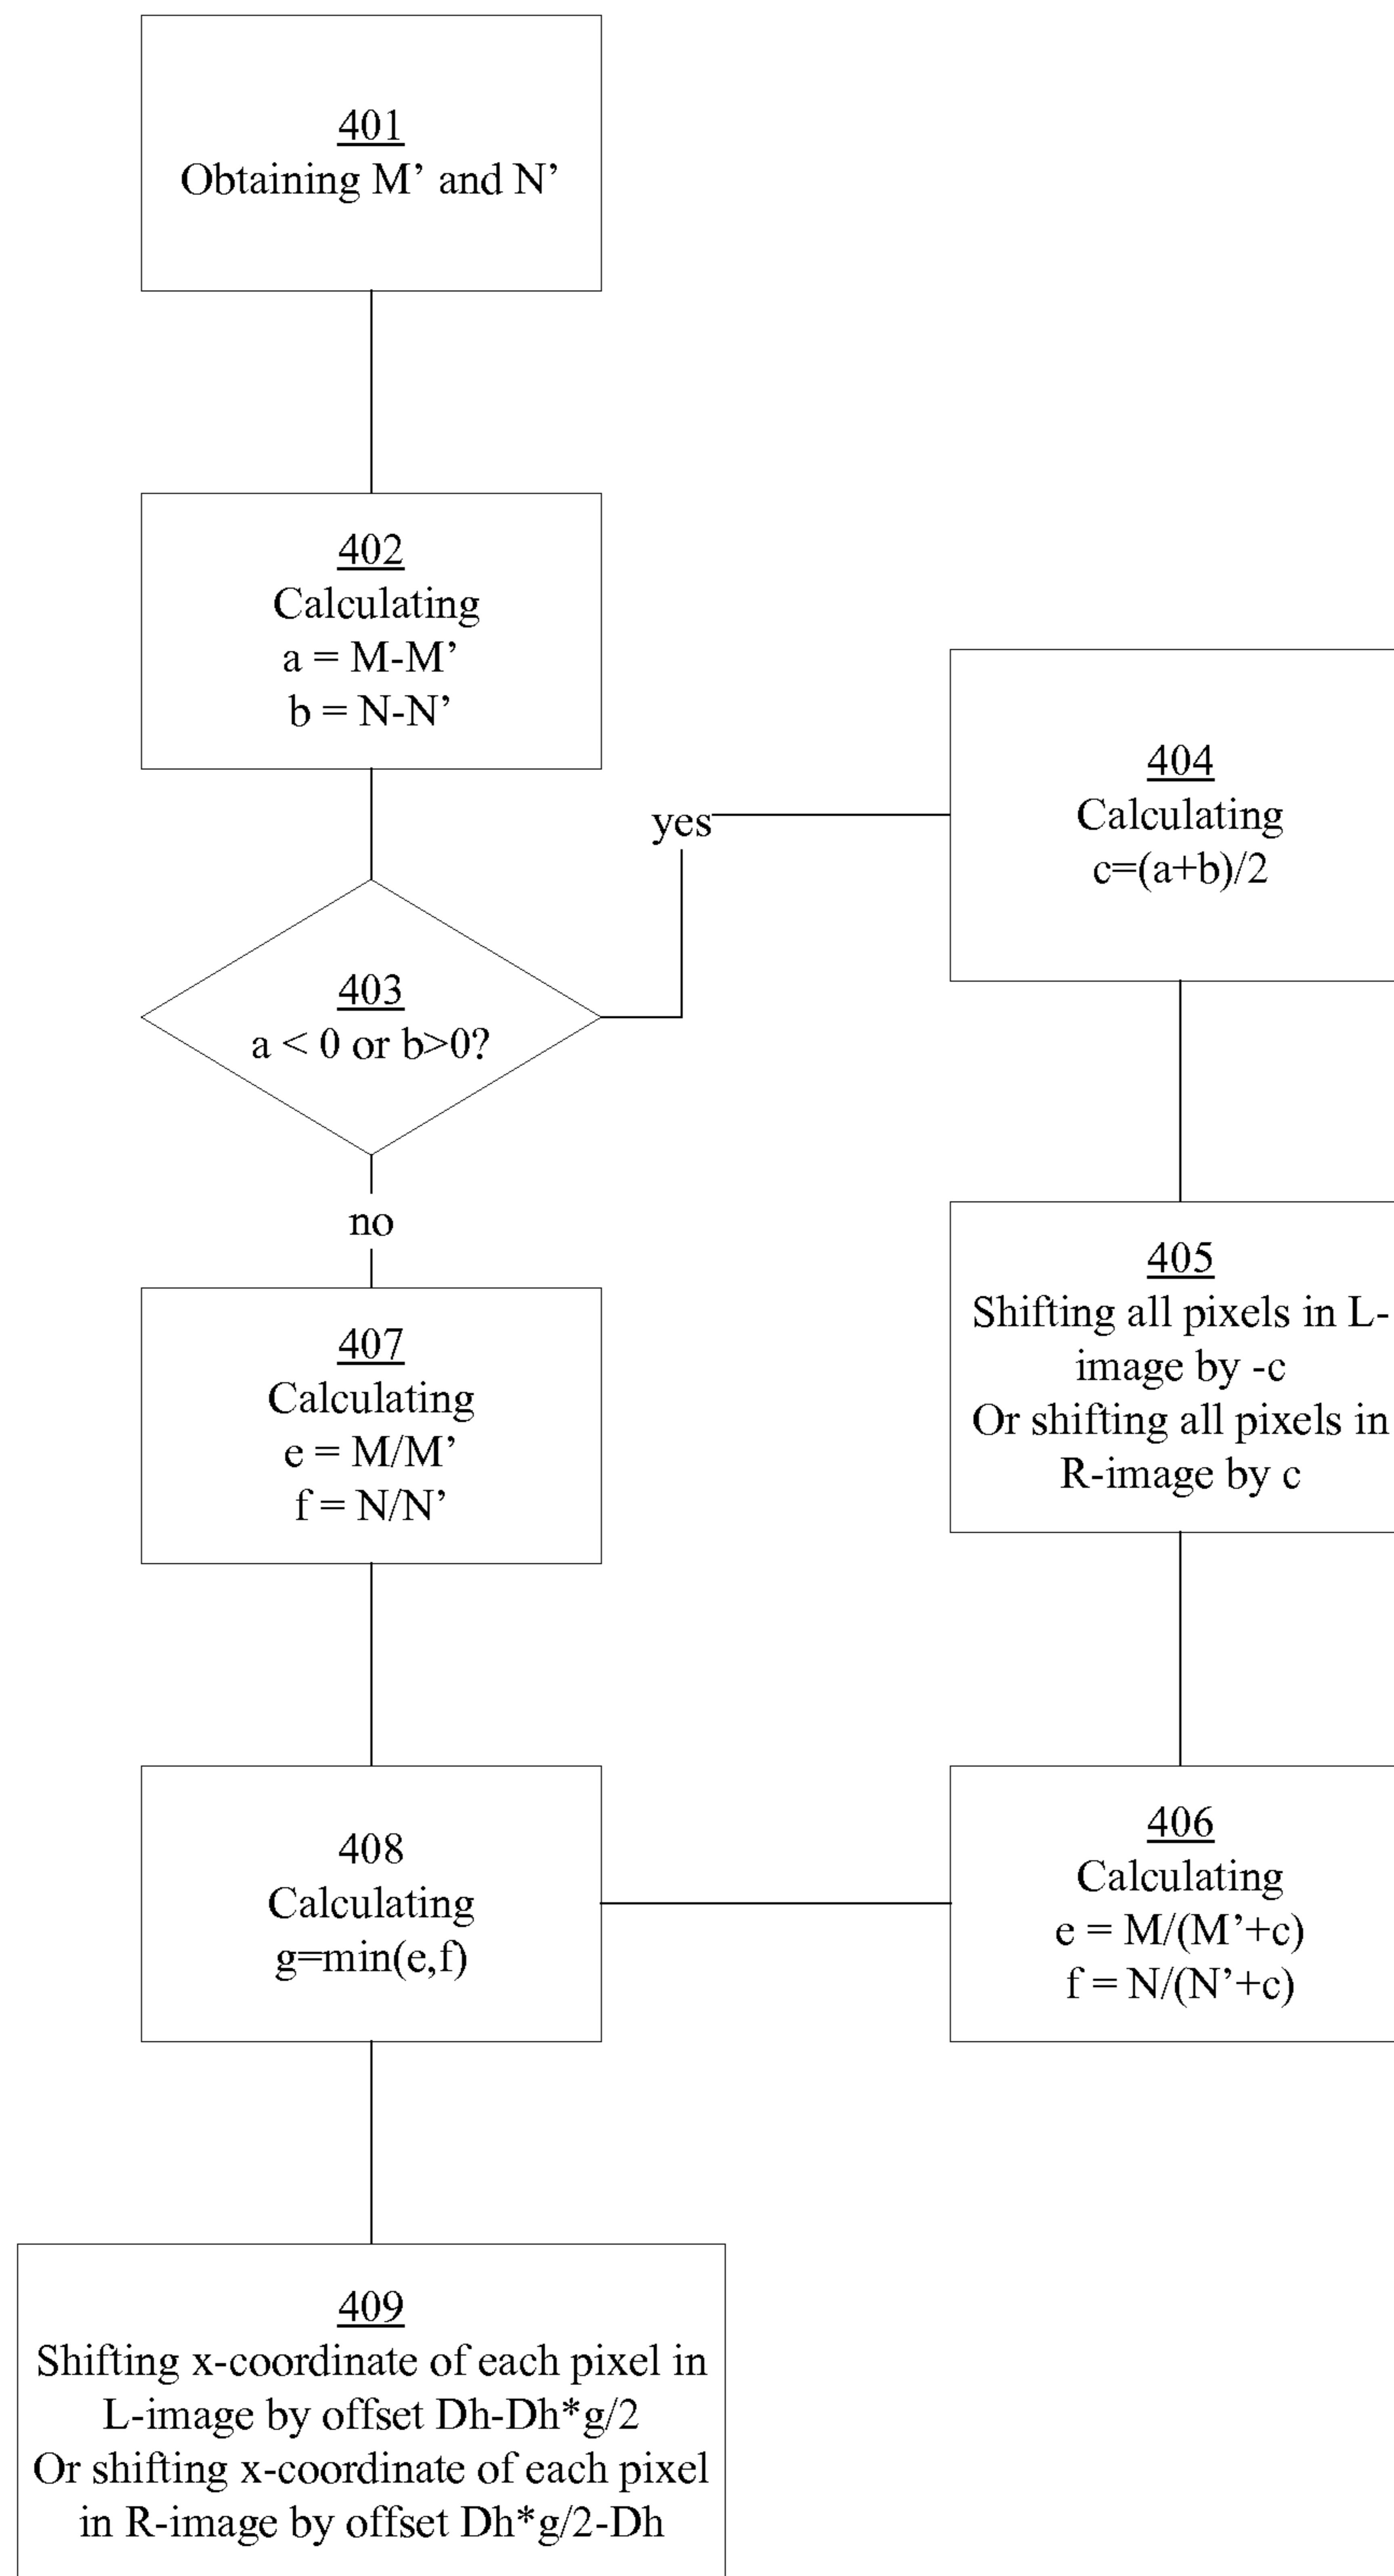 401
Obtaining M’ and N’
402
Calculating
a = M-M’
b = N-N’
403
a < 0 or b>0?
yes
404
Calculating
c=(a+b)/2
405
Shifting all pixels in L-
image by -c
Or shifting all pixels in
R-image by c
406
Calculating
e = M/(M’+c)
f = N/(N’+c)
no
407
Calculating
e = M/M’
f = N/N’
408
Calculating
g=min(e,f)
409
Shifting x-coordinate of each pixel in
L-image by offset Dh-Dh*g/2
Or shifting x-coordinate of each pixel
in R-image by offset Dh*g/2-Dh